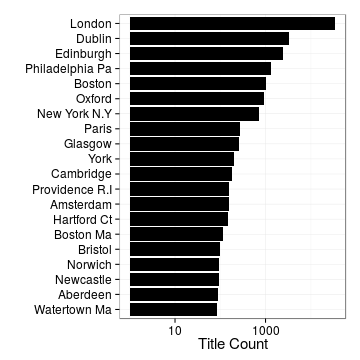 London
Dublin
Edinburgh
Philadelphia Pa
Boston
Oxford
New York N.Y
Paris
Glasgow
York
Cambridge
Providence R.I
Amsterdam
Hartford Ct
Boston Ma
Bristol
Norwich
Newcastle
Aberdeen
Watertown Ma
10 1000
Title Count